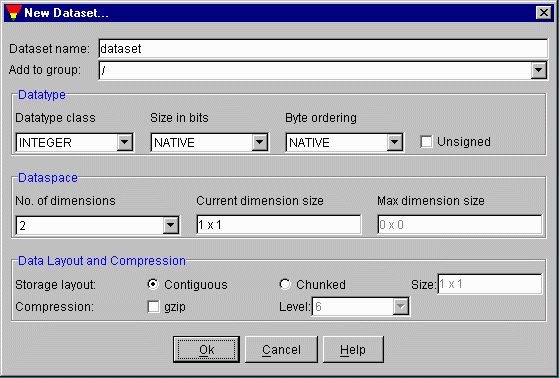 New Dataset...
Dataset name: dataset
Add to group: /
Datatype
Datatype class Size in bits Byte ordering
INTEGER NATIVE NATIVE Unsigned
Dataspace
No. of dimensions Current dimension size Max dimension size
2 1 x 1 0 x 0
Data Layout and Compression
Storage layout: Contiguous Chunked Size: 1 x 1
Compression: gzip Level: 6
Ok Cancel Help